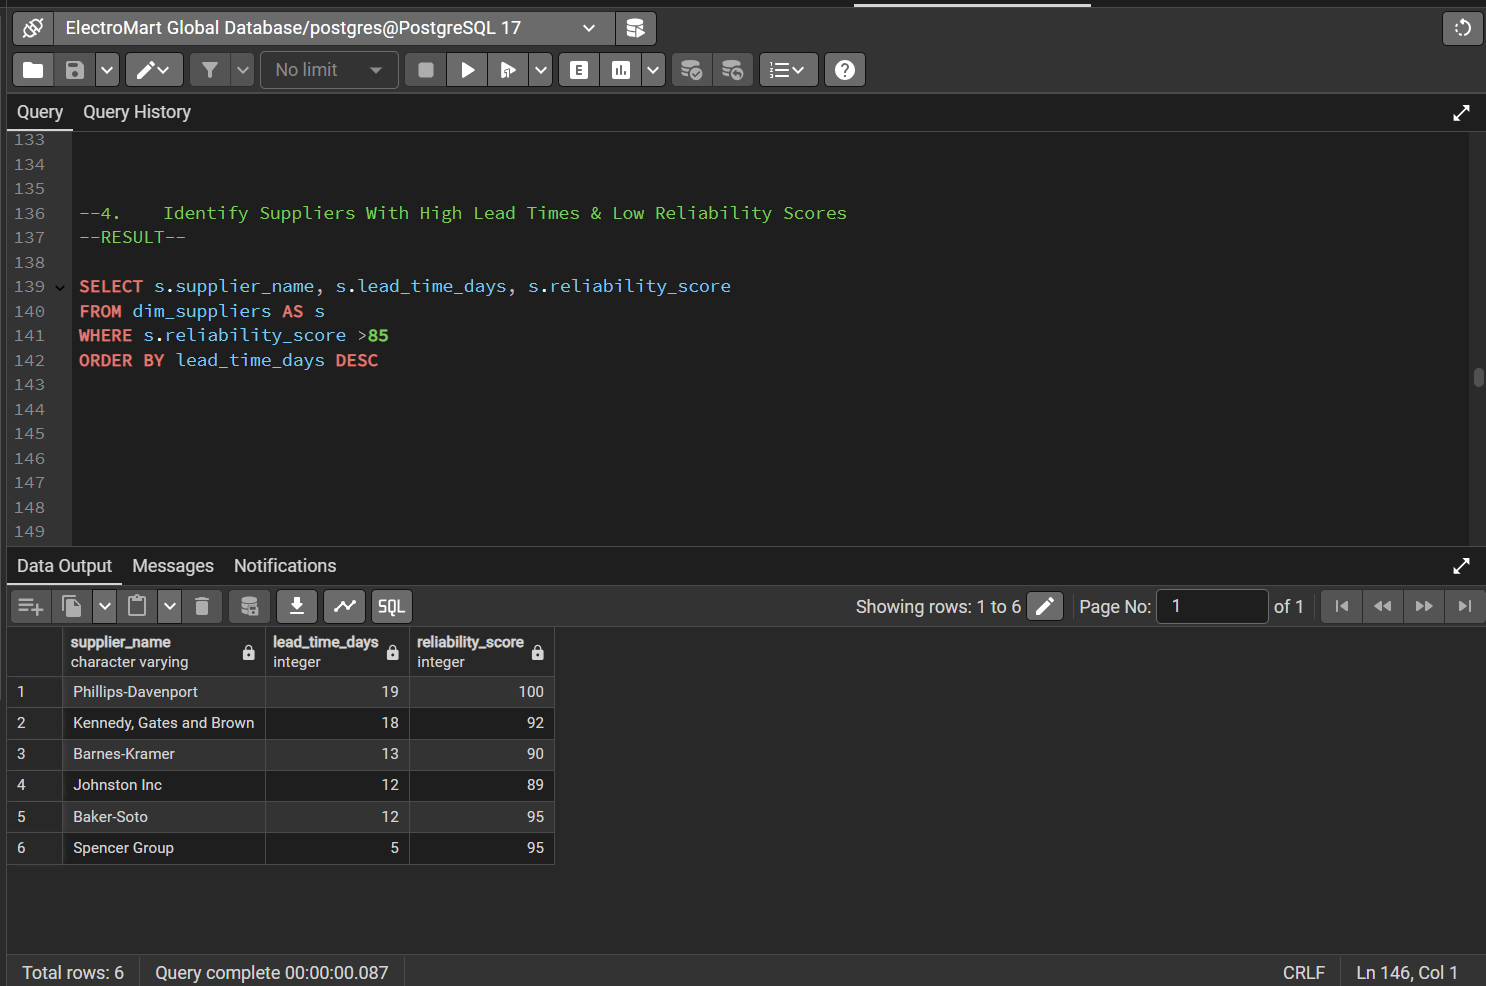 ElectroMart Global Database/postgres@PostgreSQL 17
No limit
E
Query Query History
133
134
135
136 --4. Identify Suppliers With High Lead Times & Low Reliability Scores
137 --RESULT--
138
139 SELECT s.supplier_name, s.lead_time_days, s.reliability_score
140 FROM dim_suppliers AS s
141 WHERE s.reliability_score >85
142 ORDER BY lead_time_days DESC
143
144
145
146
147
148
149
Data Output Messages Notifications
SQL Showing rows: 1 to 6 Page No: 1 of 1
supplier_name lead_time_days reliability_score
character varying integer integer
1 Phillips-Davenport 19 100
2 Kennedy, Gates and Brown 18 92
3 Barnes-Kramer 13 90
4 Johnston Inc 12 89
5 Baker-Soto 12 95
6 Spencer Group 5 95
Total rows: 6 Query complete 00:00:00.087 CRLF Ln 146, Col 1